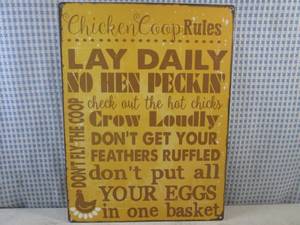 Chicken Coop Rules
LAY DAILY
NO HEN PECKIN'
check out the hot chicks
Crow Loudly
DON'T GET YOUR
FEATHERS RUFFLED
DON'T FLY THE COOP
don't put all
YOUR EGGS
in one basket